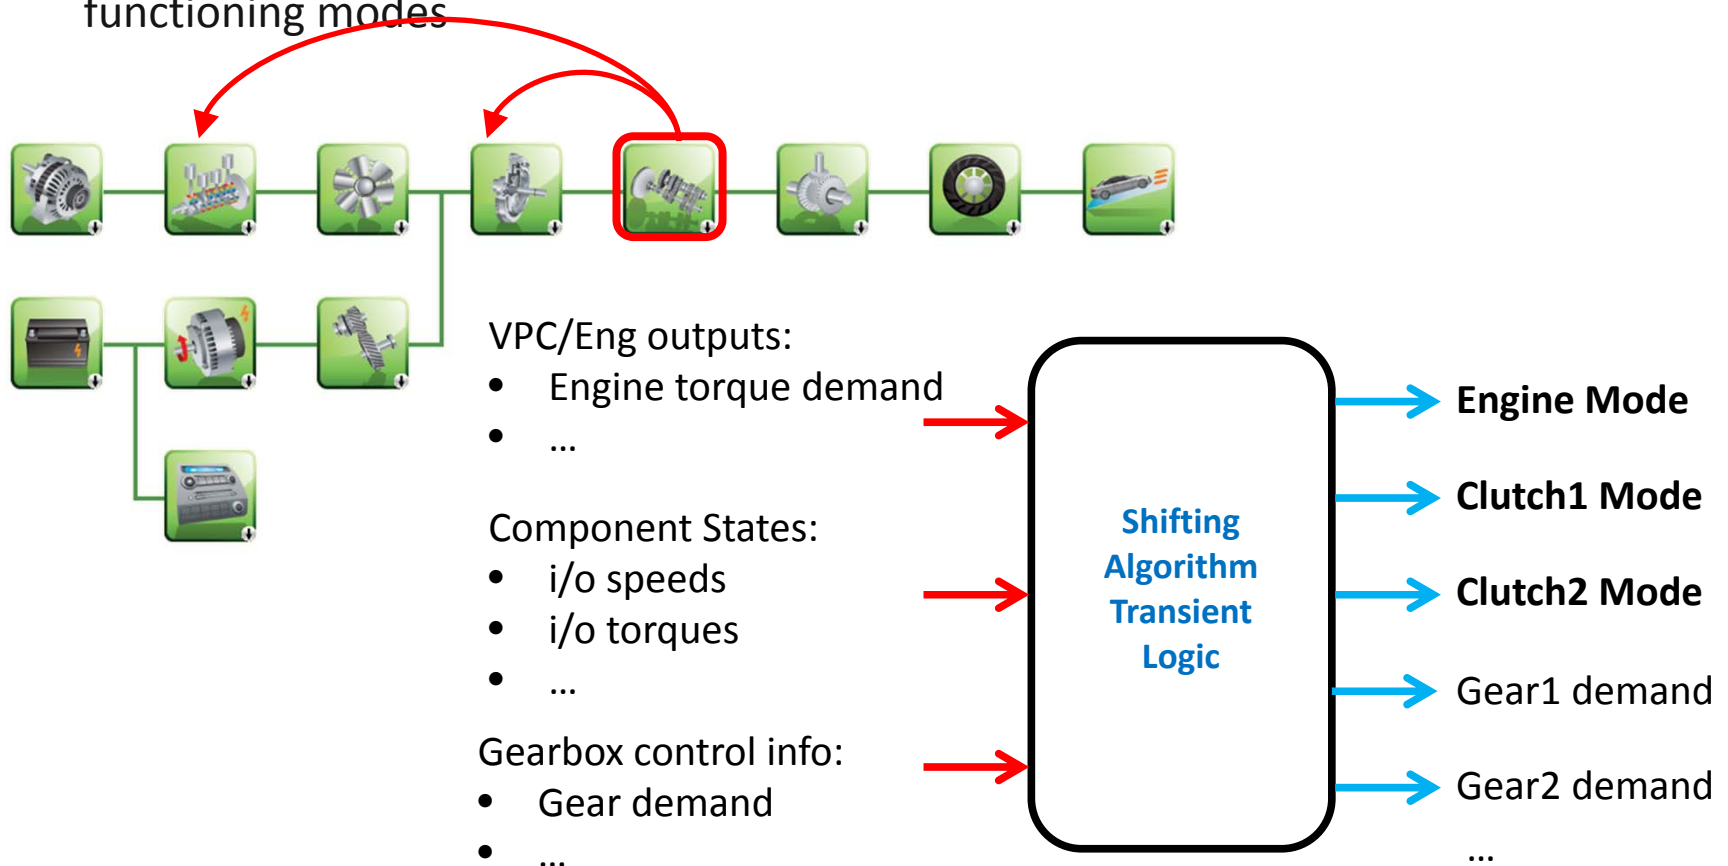 functioning modes
VPC/Eng outputs:
• Engine torque demand
• ...
Component States:
• i/o speeds
• i/o torques
• ...
Gearbox control info:
• Gear demand
• ...
Shifting
Algorithm
Transient
Logic
Engine Mode
Clutch1 Mode
Clutch2 Mode
Gear1 demand
Gear2 demand
...